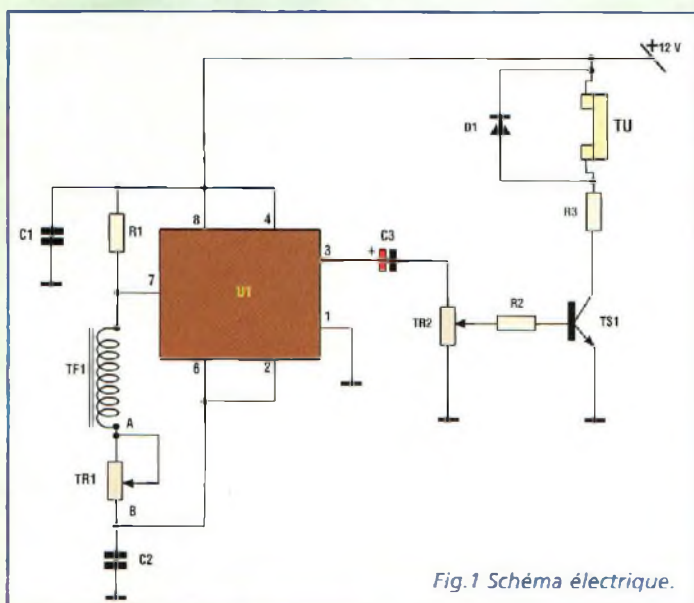 +12 V
D1
TU
R3
C1
R1
8
4
3
C3
+
7
U1
1
TR2
R2
TS1
TF1
6
2
A
TR1
B
C2
Fig.1 Schéma électrique.